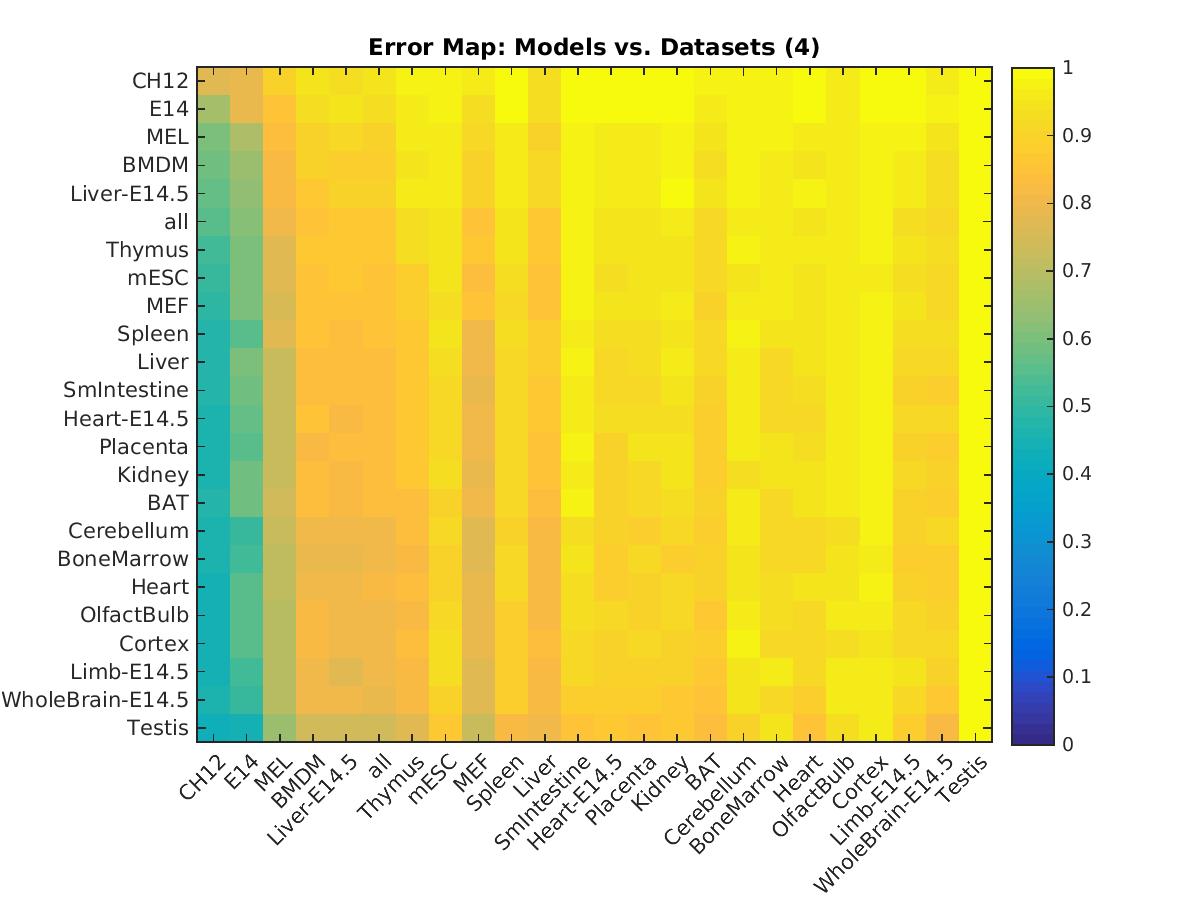 Error Map: Models vs. Datasets (4)
CH12
E14
MEL
BMDM
Liver-E14.5
all
Thymus
mESC
MEF
Spleen
Liver
SmIntestine
Heart-E14.5
Placenta
Kidney
BAT
Cerebellum
BoneMarrow
Heart
OlfactBulb
Cortex
Limb-E14.5
WholeBrain-E14.5
Testis
CH12
E14
MEL
BMDM
Liver-E14.5
all
Thymus
mESC
MEF
Spleen
Liver
SmIntestine
Heart-E14.5
Placenta
Kidney
BAT
Cerebellum
BoneMarrow
Heart
OlfactBulb
Cortex
Limb-E14.5
WholeBrain-E14.5
Testis
1
0.9
0.8
0.7
0.6
0.5
0.4
0.3
0.2
0.1
0